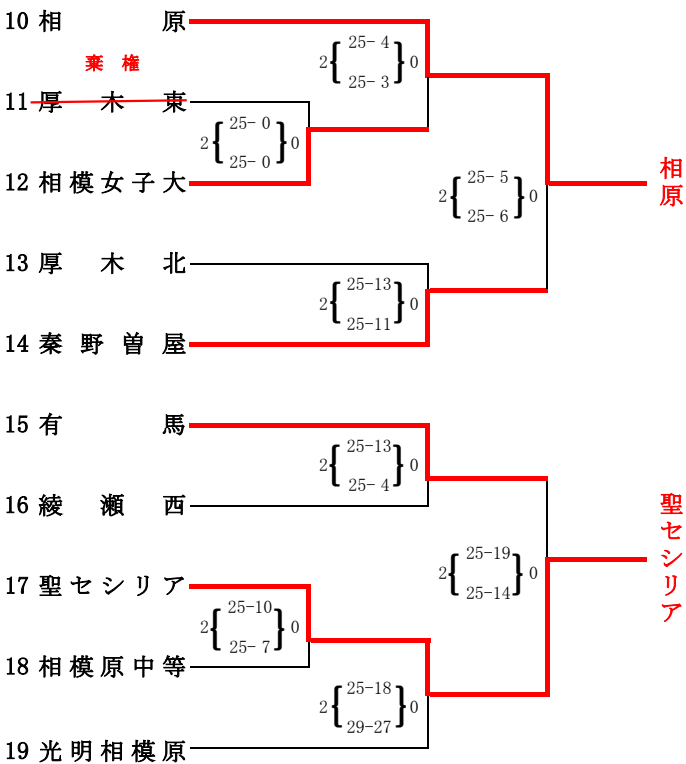 10 相原
25- 4
2 0
25- 3
棄権
11 厚木東
25- 0
2 0
25- 0
12 相模女子大
25- 5
2 0
25- 6
相原
13 厚木北
25-13
2 0
25-11
14 秦野曽屋
15 有馬
25-13
2 0
25- 4
16 綾瀬西
25-19
2 0
25-14
聖セシリア
17 聖セシリア
25-10
2 0
25- 7
18 相模原中等
25-18
2 0
29-27
19 光明相模原